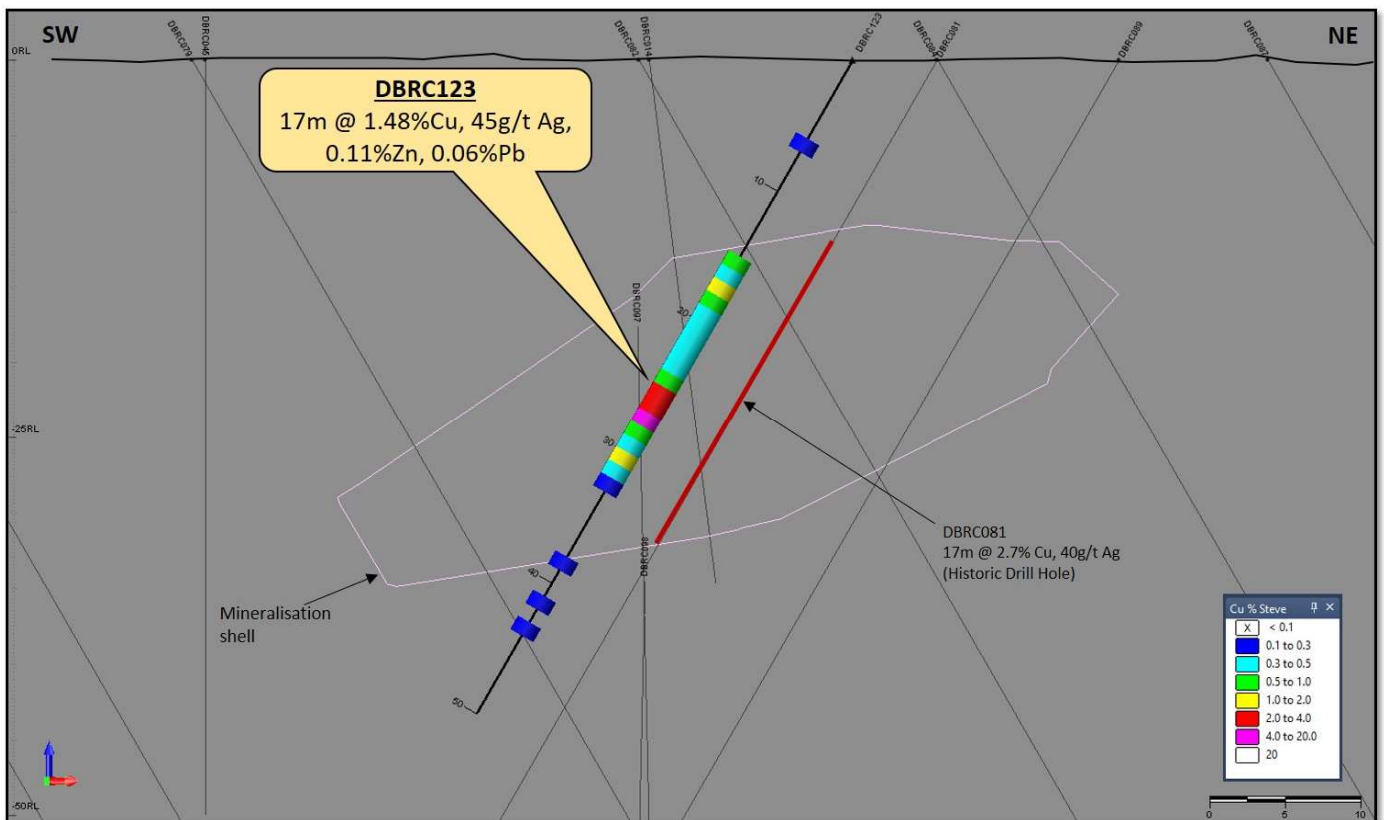 SW
NE
DBRC079
DBRC045
DBRC082
DBRC014
DBRC123
DBRC084
DBRC081
DBRC089
DBRC087
0RL
DBRC123
17m @ 1.48%Cu, 45g/t Ag,
0.11%Zn, 0.06%Pb
10
DBRC097
20
-25RL
30
DBRC081
17m @ 2.7% Cu, 40g/t Ag
(Historic Drill Hole)
DBRC098
40
Mineralisation
shell
50
-50RL
Cu % Steve
X < 0.1
0.1 to 0.3
0.3 to 0.5
0.5 to 1.0
1.0 to 2.0
2.0 to 4.0
4.0 to 20.0
20
0 5 10